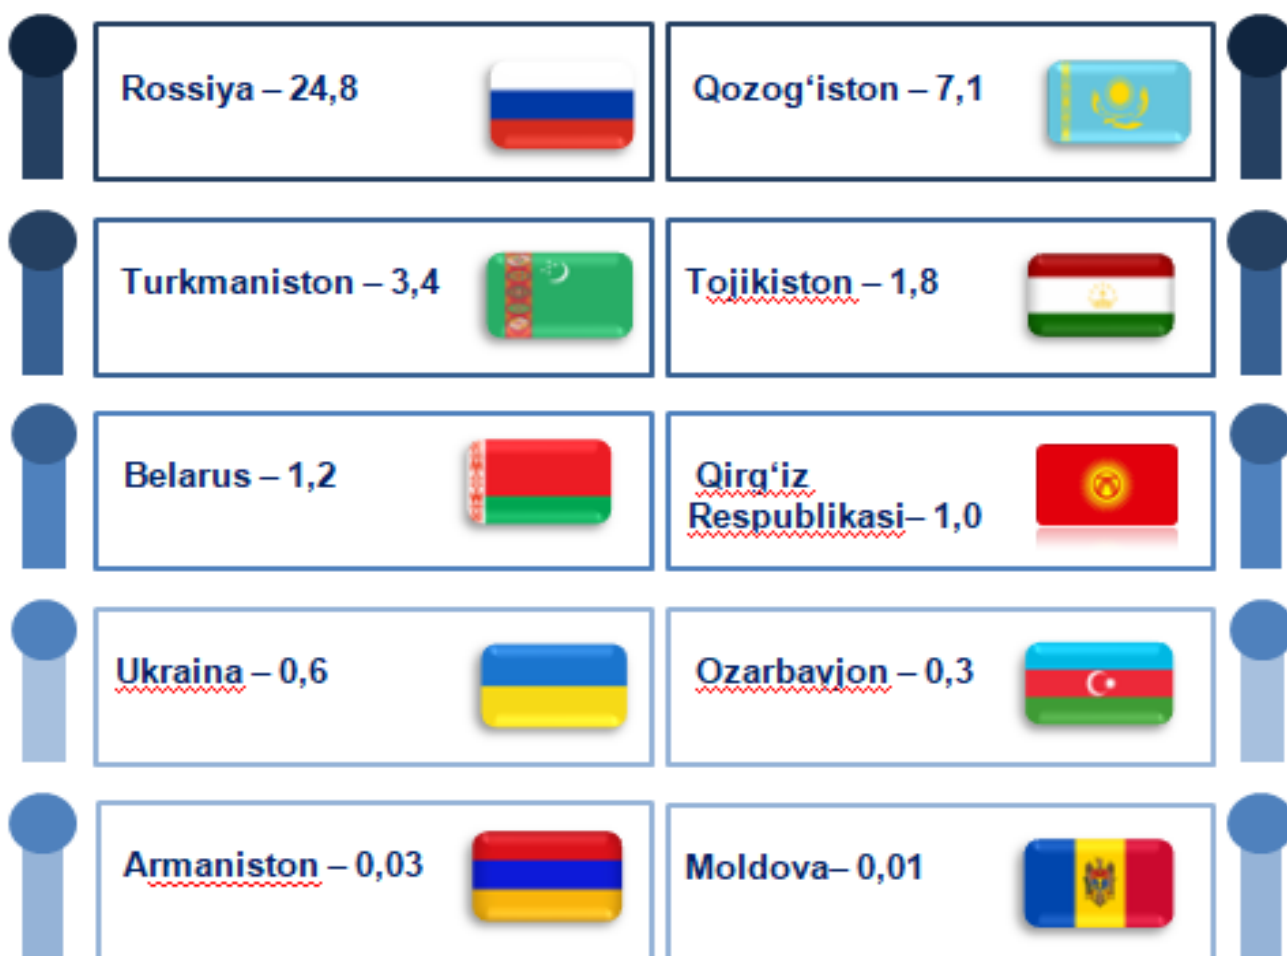 Rossiya – 24,8
Qozog‘iston – 7,1
Turkmaniston – 3,4
Tojikiston – 1,8
Belarus – 1,2
Qirg‘iz
Respublikasi– 1,0
Ukraina – 0,6
Ozarbayjon – 0,3
Armaniston – 0,03
Moldova– 0,01